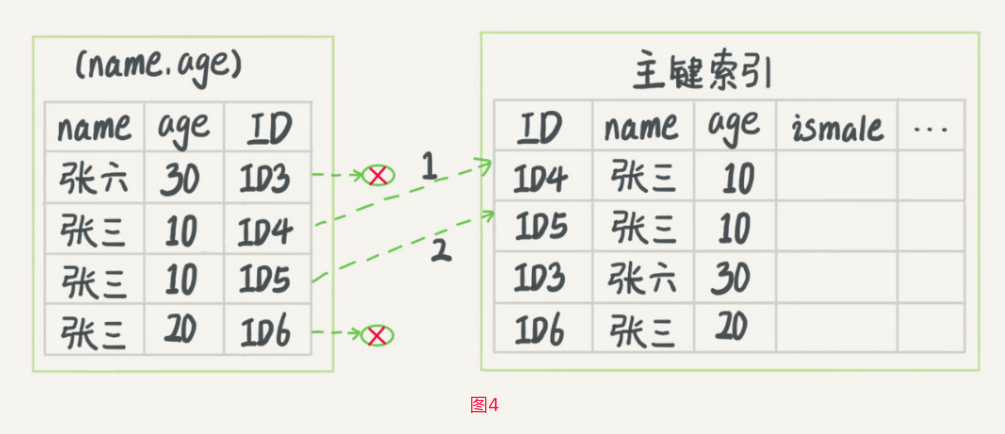 (name.age)
name age ID
张六 30 ID3
张三 10 ID4
张三 10 ID5
张三 20 ID6
1
2
主键索引
ID name age ismale ...
ID4 张三 10
ID5 张三 10
ID3 张六 30
ID6 张三 20
图4